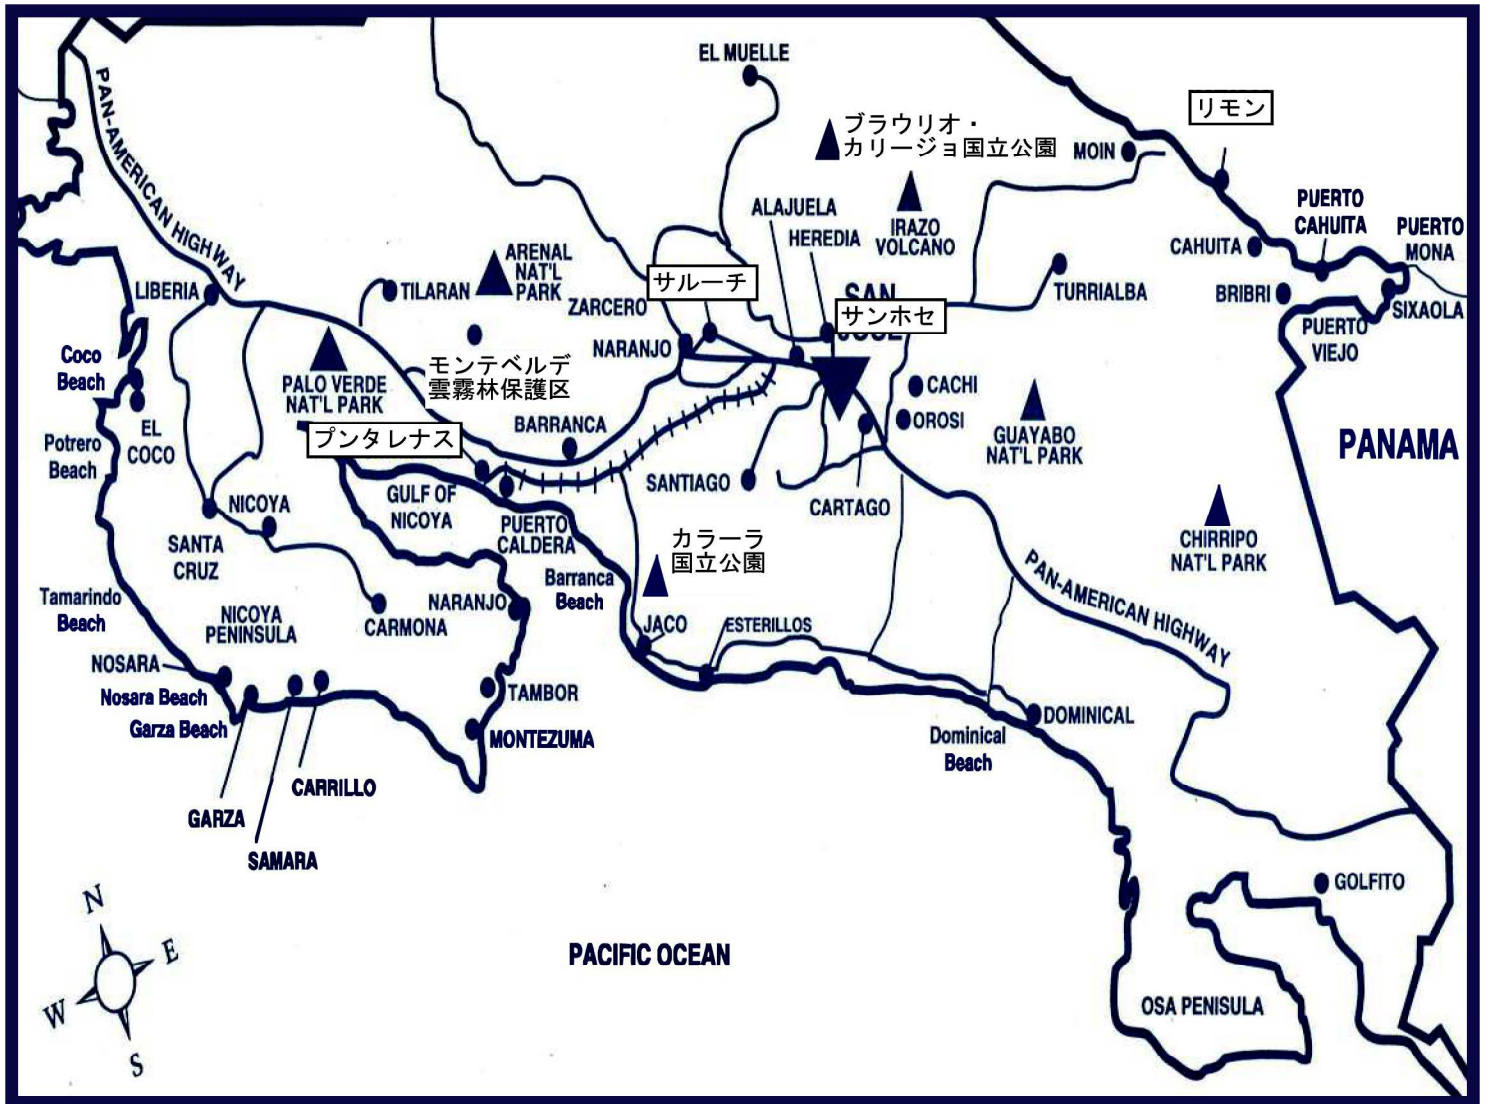 EL MUELLE
PAN-AMERICAN HIGHWAY
リモン
ブラウリオ・
カリージョ国立公園
MOIN
PUERTO
CAHUITA
PUERTO
MONA
ALAJUELA
HEREDIA
IRAZO
VOLCANO
CAHUITA
ARENAL
NAT'L
PARK
TILARAN
LIBERIA
サルーチ
ZARCERO
SAN
サンホセ
TURRIALBA
BRIBRI
SIXAOLA
PUERTO
VIEJO
NARANJO
Coco
Beach
モンテベルデ
雲霧林保護区
PALO VERDE
NAT'L PARK
CACHI
OROSI
EL
COCO
BARRANCA
プンタレナス
GUAYABO
NAT'L PARK
PANAMA
Potrero
Beach
SANTIAGO
CARTAGO
GULF OF
NICOYA
NICOYA
PUERTO
CALDERA
SANTA
CRUZ
カラーラ
国立公園
CHIRRIPO
NAT'L PARK
Barranca
Beach
PAN-AMERICAN HIGHWAY
Tamarindo
Beach
NICOYA
PENINSULA
CARMONA
NARANJO
JACO
ESTERILLOS
NOSARA
Nosara Beach
Garza Beach
TAMBOR
MONTEZUMA
DOMINICAL
Dominical
Beach
CARRILLO
GARZA
SAMARA
GOLFITO
N
E
W
S
PACIFIC OCEAN
OSA PENISULA